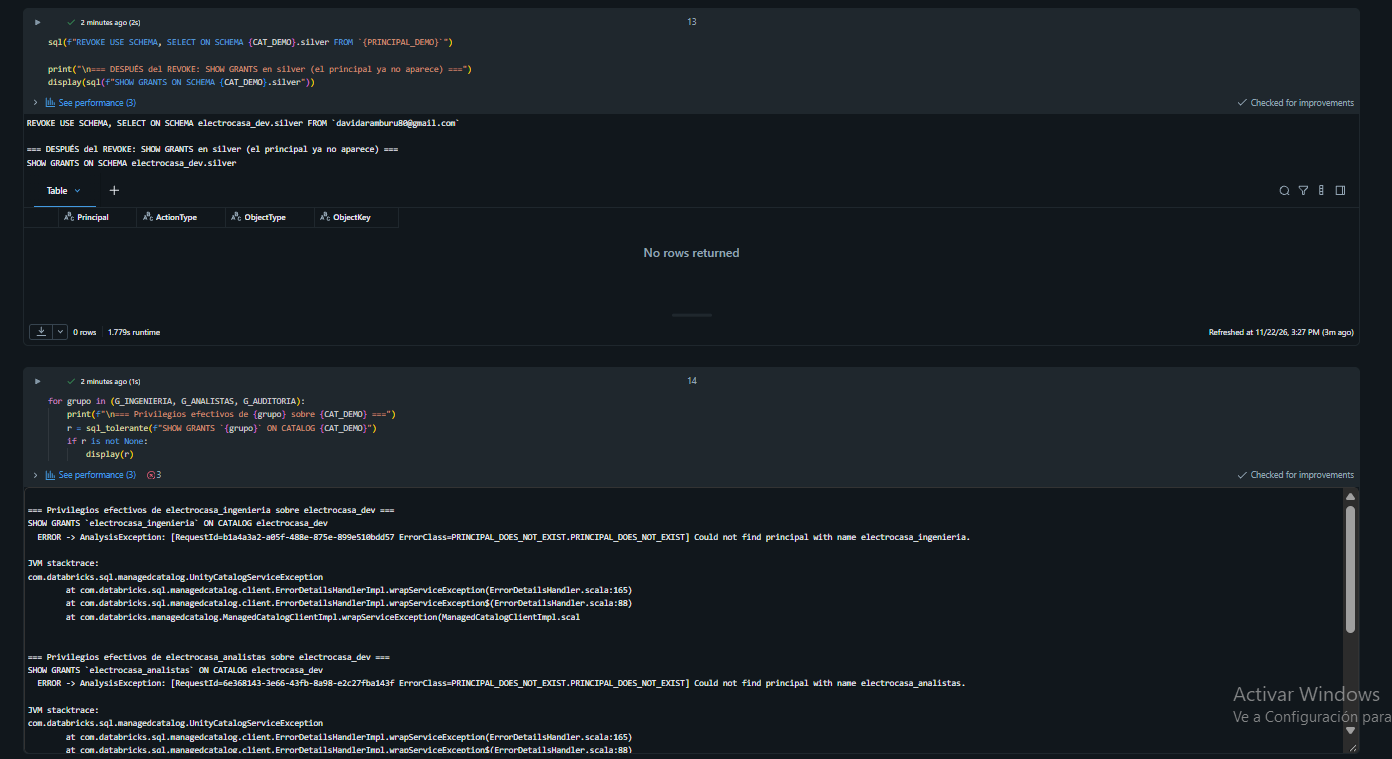 2 minutes ago (2s)
13
sql(f"REVOKE USE SCHEMA, SELECT ON SCHEMA {CAT_DEMO}.silver FROM `{PRINCIPAL_DEMO}`")
print("\n=== DESPUÉS del REVOKE: SHOW GRANTS en silver (el principal ya no aparece) ===")
display(sql(f"SHOW GRANTS ON SCHEMA {CAT_DEMO}.silver"))
See performance (3)
Checked for improvements
REVOKE USE SCHEMA, SELECT ON SCHEMA electrocasa_dev.silver FROM `davidaramburu80@gmail.com`
=== DESPUÉS del REVOKE: SHOW GRANTS en silver (el principal ya no aparece) ===
SHOW GRANTS ON SCHEMA electrocasa_dev.silver
Table
Principal
ActionType
ObjectType
ObjectKey
No rows returned
0 rows
1.779s runtime
Refreshed at 11/22/26, 3:27 PM (3m ago)
2 minutes ago (1s)
14
for grupo in (G_INGENIERIA, G_ANALISTAS, G_AUDITORIA):
print(f"\n=== Privilegios efectivos de {grupo} sobre {CAT_DEMO} ===")
r = sql_tolerante(f"SHOW GRANTS `{grupo}` ON CATALOG {CAT_DEMO}")
if r is not None:
display(r)
See performance (3)
3
Checked for improvements
=== Privilegios efectivos de electrocasa_ingenieria sobre electrocasa_dev ===
SHOW GRANTS `electrocasa_ingenieria` ON CATALOG electrocasa_dev
ERROR -> AnalysisException: [RequestId=b1a4a3a2-a05f-488e-875e-899e510bdd57 ErrorClass=PRINCIPAL_DOES_NOT_EXIST.PRINCIPAL_DOES_NOT_EXIST] Could not find principal with name electrocasa_ingenieria.
JVM stacktrace:
com.databricks.sql.managedcatalog.UnityCatalogServiceException
at com.databricks.sql.managedcatalog.client.ErrorDetailsHandlerImpl.wrapServiceException(ErrorDetailsHandler.scala:165)
at com.databricks.sql.managedcatalog.client.ErrorDetailsHandlerImpl.wrapServiceException$(ErrorDetailsHandler.scala:88)
at com.databricks.managedcatalog.ManagedCatalogClientImpl.wrapServiceException(ManagedCatalogClientImpl.scal
=== Privilegios efectivos de electrocasa_analistas sobre electrocasa_dev ===
SHOW GRANTS `electrocasa_analistas` ON CATALOG electrocasa_dev
ERROR -> AnalysisException: [RequestId=6e368143-3e66-43fb-8a98-e2c27fba143f ErrorClass=PRINCIPAL_DOES_NOT_EXIST.PRINCIPAL_DOES_NOT_EXIST] Could not find principal with name electrocasa_analistas.
JVM stacktrace:
com.databricks.sql.managedcatalog.UnityCatalogServiceException
at com.databricks.sql.managedcatalog.client.ErrorDetailsHandlerImpl.wrapServiceException(ErrorDetailsHandler.scala:165)
at com.databricks.sql.managedcatalog.client.ErrorDetailsHandlerImpl.wrapServiceException$(ErrorDetailsHandler.scala:88)
Activar Windows
Ve a Configuración para